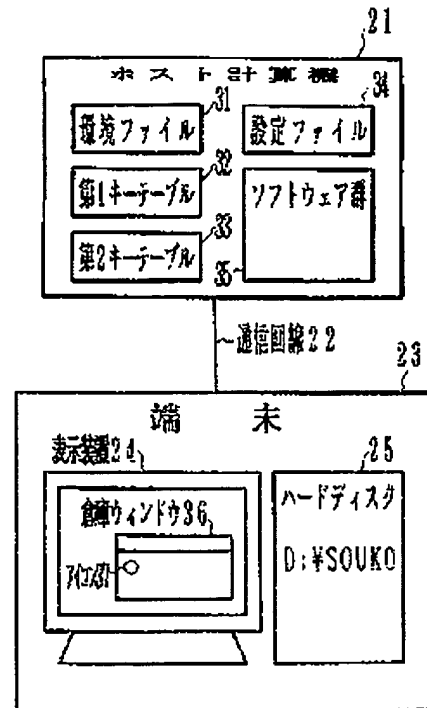 21
ホスト計算機
31
34
環境ファイル
設定ファイル
32
第1キーテーブル
ソフトウェア群
33
第2キーテーブル
35
通信回線22
23
端末
表示装置24
25
倉庫ウィンドウ36
ハードディスク
アイコン37
D:¥SOUKO